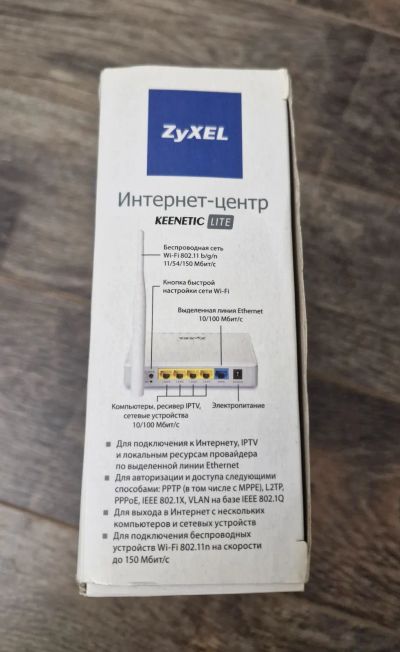 ZyXEL
Интернет-центр
KEENETIC LITE
Беспроводная сеть
Wi-Fi 802.11 b/g/n
11/54/150 Мбит/с
Кнопка быстрой
настройки сети Wi-Fi
Выделенная линия Ethernet
10/100 Мбит/с
Компьютеры, ресивер IPTV,
сетевые устройства
10/100 Мбит/с
Электропитание
■ Для подключения к Интернету, IPTV
и локальным ресурсам провайдера
по выделенной линии Ethernet
■ Для авторизации и доступа следующими
способами: PPTP (в том числе с MPPE), L2TP,
PPPoE, IEEE 802.1X, VLAN на базе IEEE 802.1Q
■ Для выхода в Интернет с нескольких
компьютеров и сетевых устройств
■ Для подключения беспроводных
устройств Wi-Fi 802.11n на скорости
до 150 Мбит/с